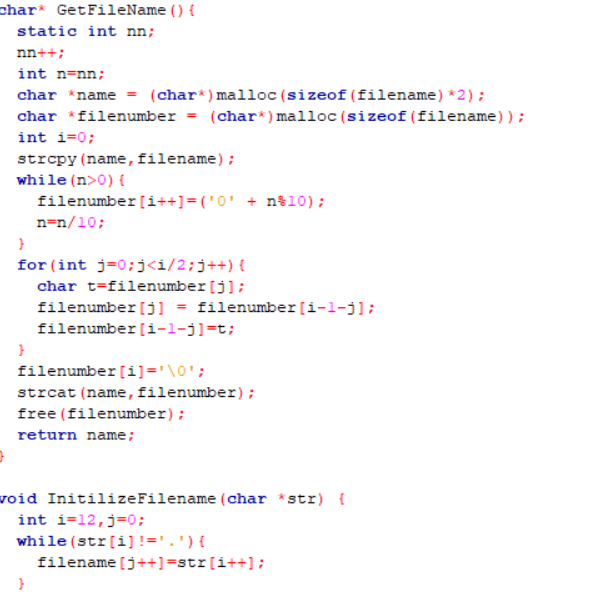 char* GetFileName(){
static int nn;
nn++;
int n=nn;
char *name = (char*)malloc(sizeof(filename)*2);
char *filenumber = (char*)malloc(sizeof(filename));
int i=0;
strcpy(name,filename);
while(n>0){
filenumber[i++]=('0' + n%10);
n=n/10;
}
for(int j=0;j<i/2;j++){
char t=filenumber[j];
filenumber[j] = filenumber[i-1-j];
filenumber[i-1-j]=t;
}
filenumber[i]='\0';
strcat(name,filenumber);
free(filenumber);
return name;
}
void InitilizeFilename(char *str) {
int i=12,j=0;
while(str[i]!='.'){
filename[j++]=str[i++];
}